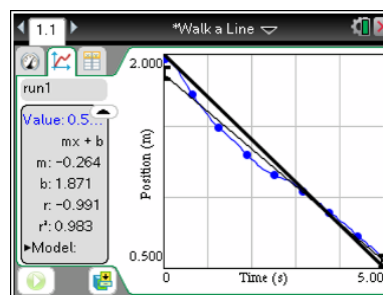 1.1
*Walk a Line
run1
Value: 0.5...
mx + b
m: -0.264
b: 1.871
r: -0.991
r²: 0.983
▸Model:
2.000
Position (m)
0.500
0
Time (s)
5.00